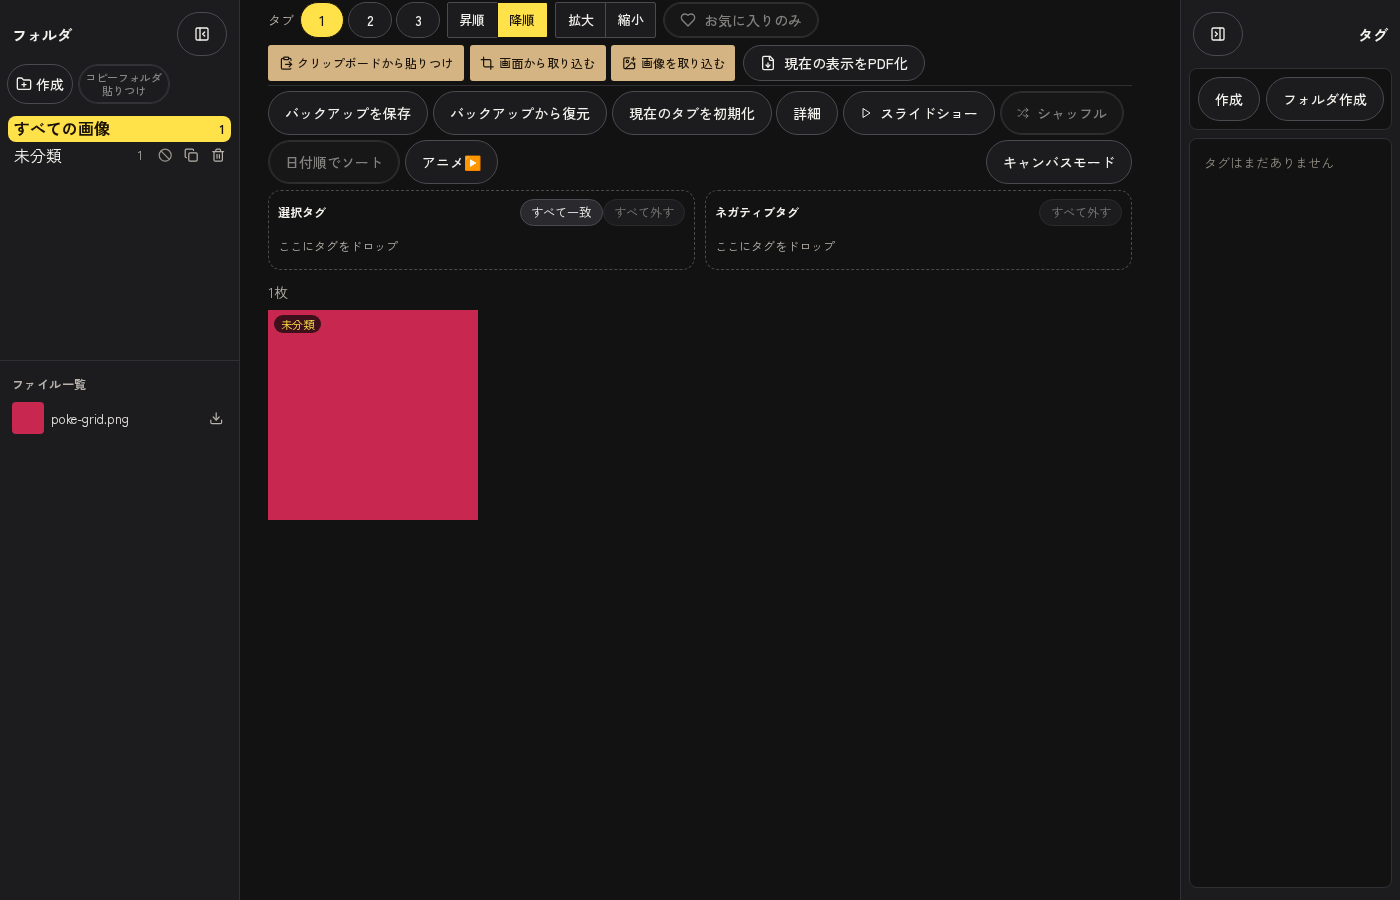 フォルダ
作成
コピーフォルダ
貼りつけ
すべての画像 1
未分類 1
ファイル一覧
poke-grid.png
タブ 1 2 3 昇順 降順 拡大 縮小 お気に入りのみ
クリップボードから貼りつけ 画面から取り込む 画像を取り込む 現在の表示をPDF化
バックアップを保存 バックアップから復元 現在のタブを初期化 詳細 スライドショー シャッフル
日付順でソート アニメ▶️ キャンバスモード
選択タグ すべて一致 すべて外す
ここにタグをドロップ
ネガティブタグ すべて外す
ここにタグをドロップ
1枚
未分類
タグ
作成 フォルダ作成
タグはまだありません